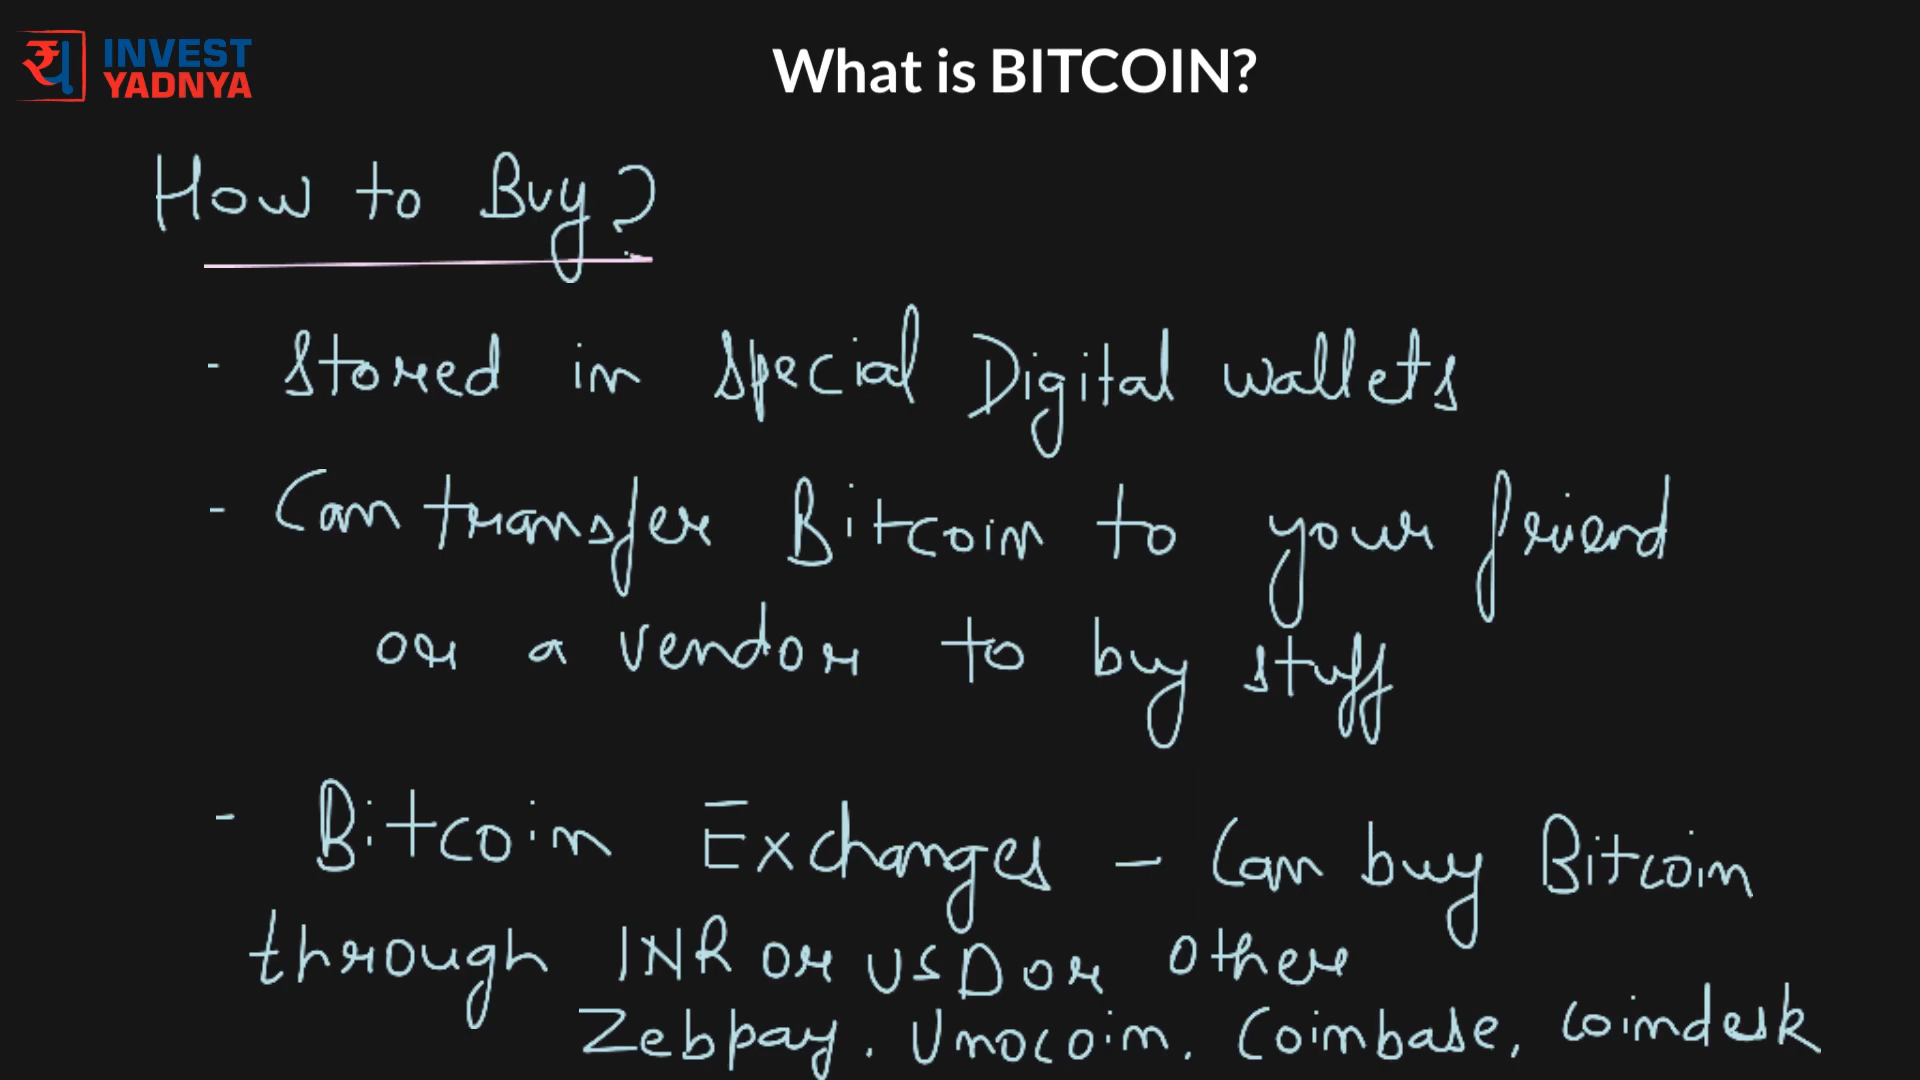 INVEST
YADNYA
What is BITCOIN?
How to Buy?
- Stored in special Digital wallets
- Can transfer Bitcoin to your friend
or a vendor to buy stuff
- Bitcoin Exchanges - Can buy Bitcoin
through INR or USD or other
Zebpay. Unocoin. Coinbase, coindesk